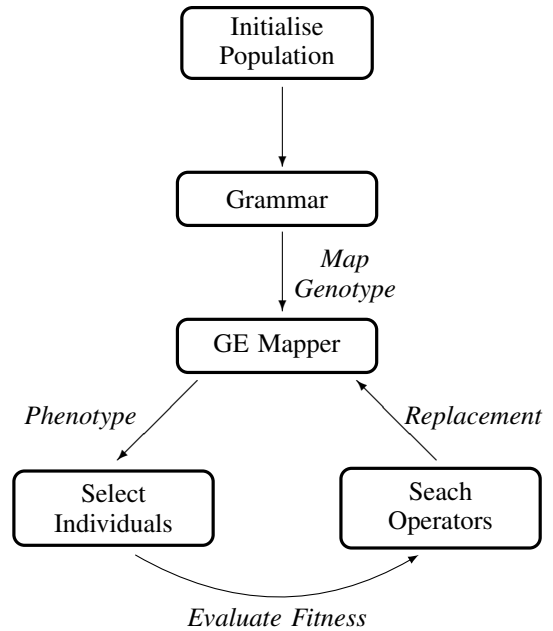 Initialise
Population
Grammar
Map
Genotype
GE Mapper
Phenotype
Replacement
Select
Individuals
Seach
Operators
Evaluate Fitness